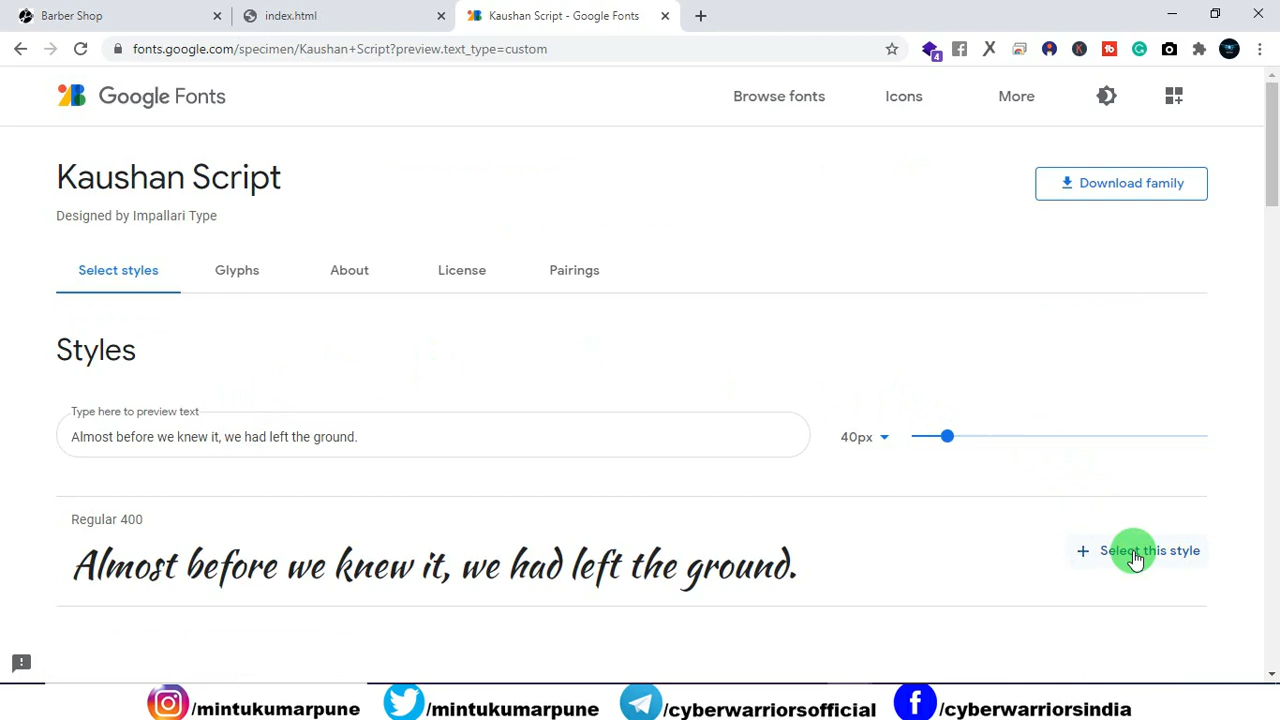 Barber Shop
index.html
Kaushan Script - Google Fonts
fonts.google.com/specimen/Kaushan+Script?preview.text_type=custom
4
Google Fonts
Browse fonts
Icons
More
Kaushan Script
Download family
Designed by Impallari Type
Select styles
Glyphs
About
License
Pairings
Styles
Type here to preview text
Almost before we knew it, we had left the ground.
40px
Regular 400
Almost before we knew it, we had left the ground.
+ Select this style
/mintukumarpune
/mintukumarpune
/cyberwarriorsofficial
/cyberwarriorsindia